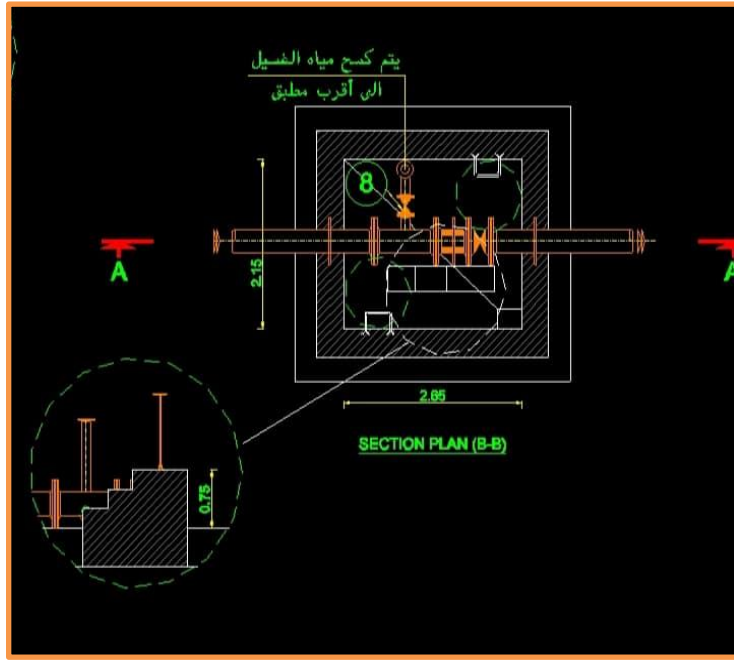 يتم كسح مياه الغسيل
الى أقرب مطبق
8
A
A
2.15
2.65
SECTION PLAN (B-B)
0.75